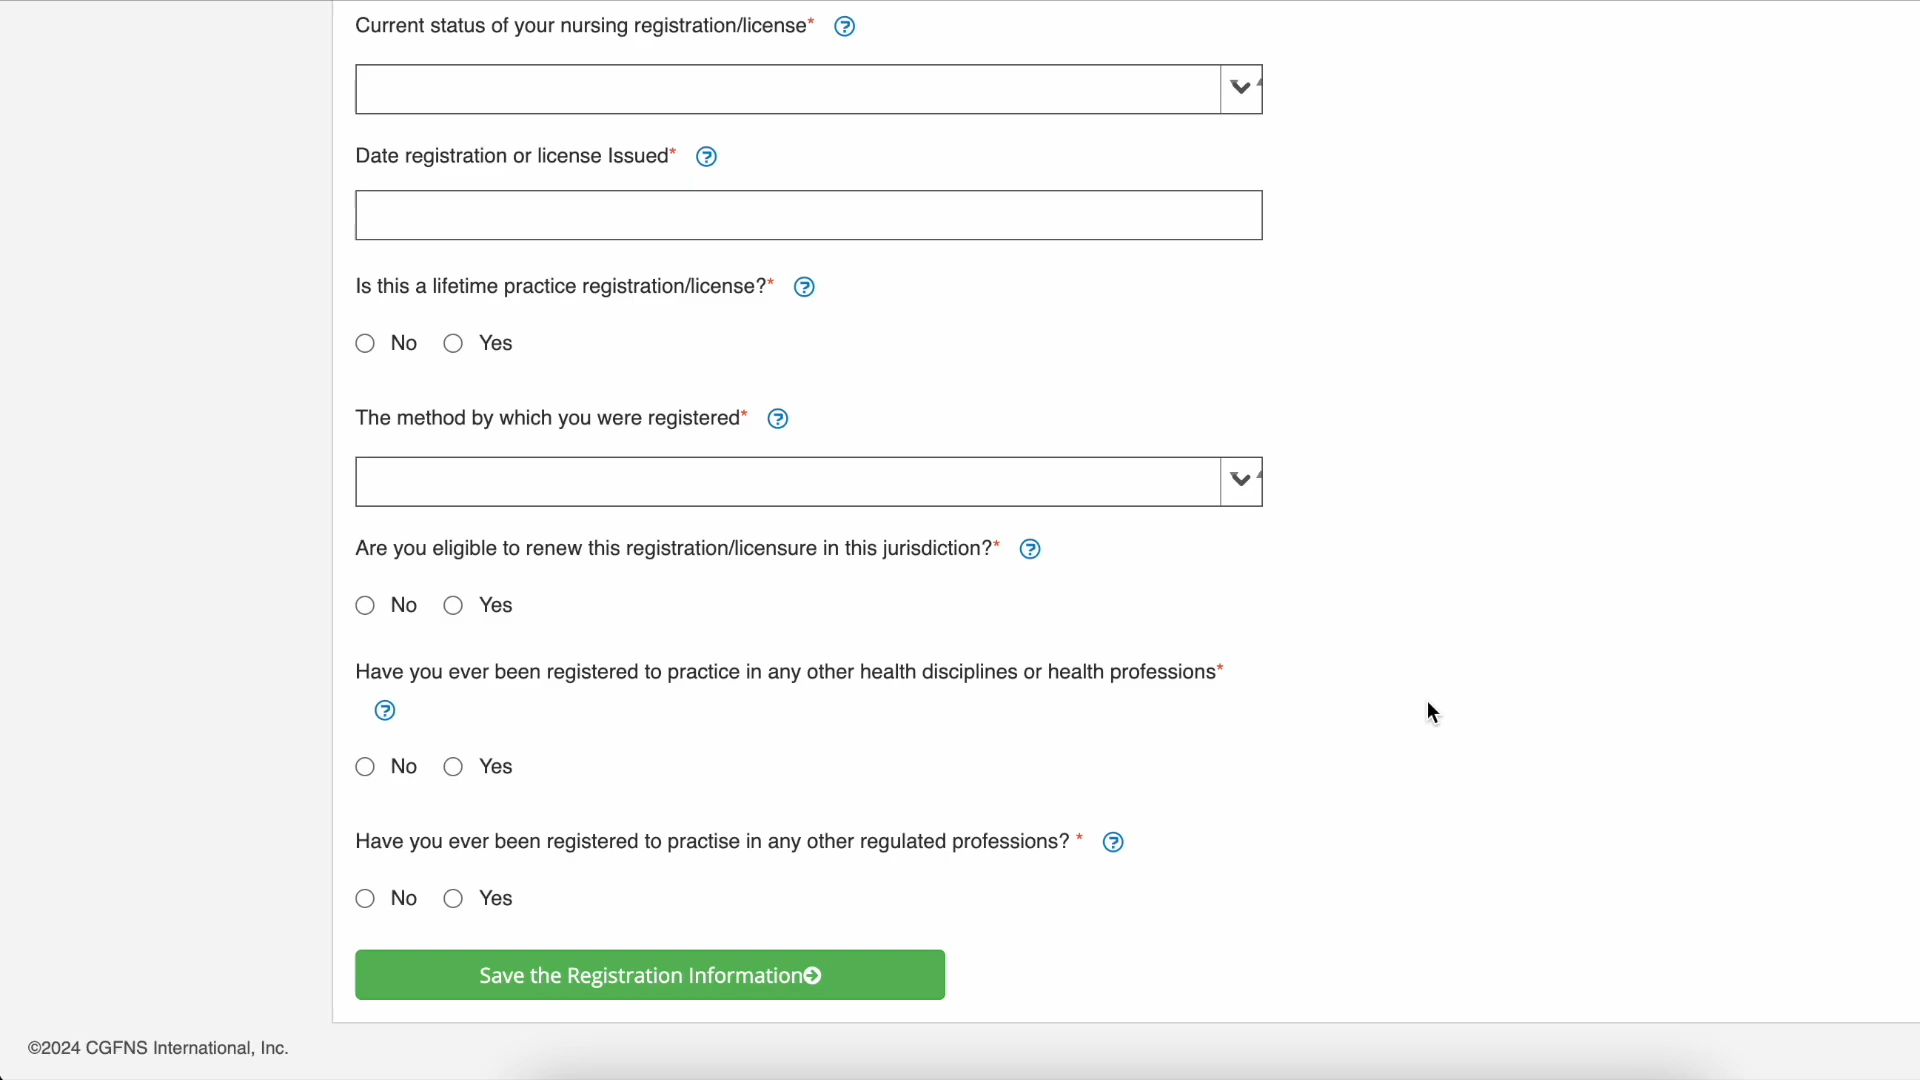 Current status of your nursing registration/license*
Date registration or license Issued*
Is this a lifetime practice registration/license?*
No Yes
The method by which you were registered*
Are you eligible to renew this registration/licensure in this jurisdiction?*
No Yes
Have you ever been registered to practice in any other health disciplines or health professions*
No Yes
Have you ever been registered to practise in any other regulated professions? *
No Yes
Save the Registration Information
©2024 CGFNS International, Inc.